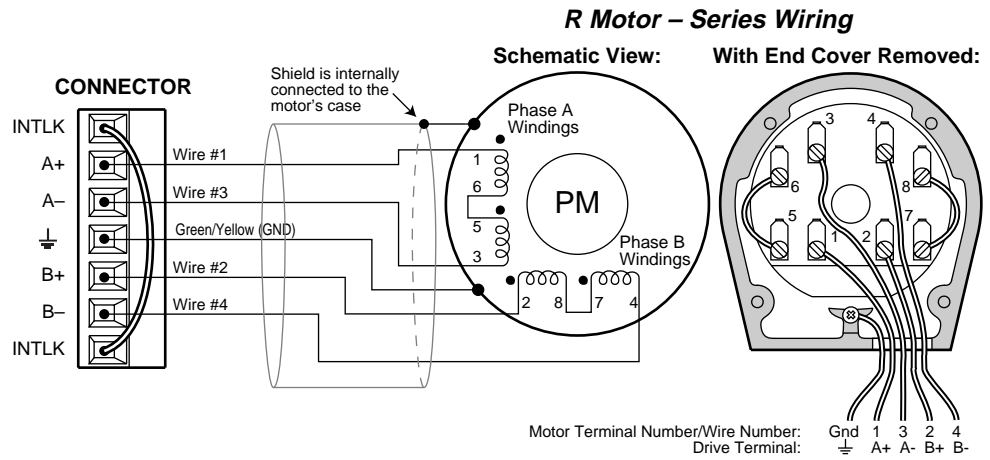 R Motor – Series Wiring
Schematic View:
With End Cover Removed:
CONNECTOR
Shield is internally
connected to the
motor's case
INTLK
A+
A–
B+
B–
INTLK
Wire #1
Wire #3
Green/Yellow (GND)
Wire #2
Wire #4
Phase A
Windings
1
6
5
3
PM
Phase B
Windings
2 8 7 4
3 4
6 8
5 1 2 7
Motor Terminal Number/Wire Number: Gnd 1 3 2 4
Drive Terminal: ⏚ A+ A- B+ B-